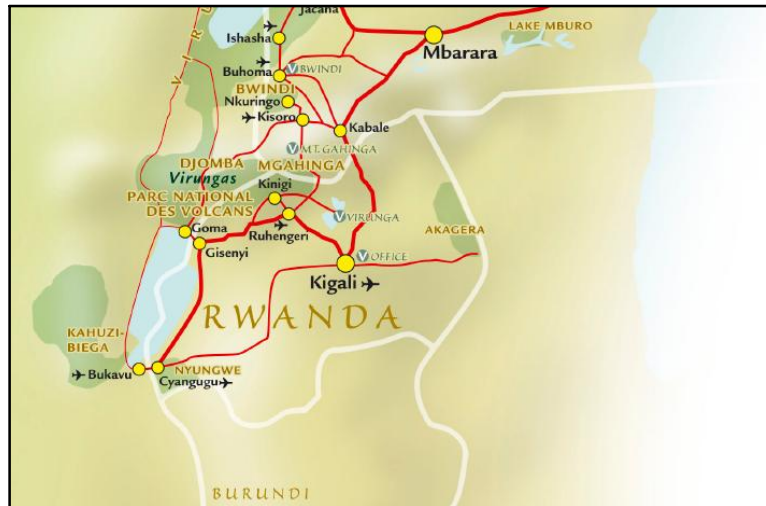 Jacana
Ishasha
LAKE MBURO
Mbarara
VIRU
Buhoma
V BWINDI
BWINDI
Nkuringo
Kisoro
Kabale
V MT. GAHINGA
DJOMBA
MGAHINGA
Virungas
Kinigi
PARC NATIONAL
DES VOLCANS
V VIRUNGA
Goma
Ruhengeri
AKAGERA
Gisenyi
V OFFICE
Kigali
RWANDA
KAHUZI-
BIEGA
Bukavu
NYUNGWE
Cyangugu
BURUNDI